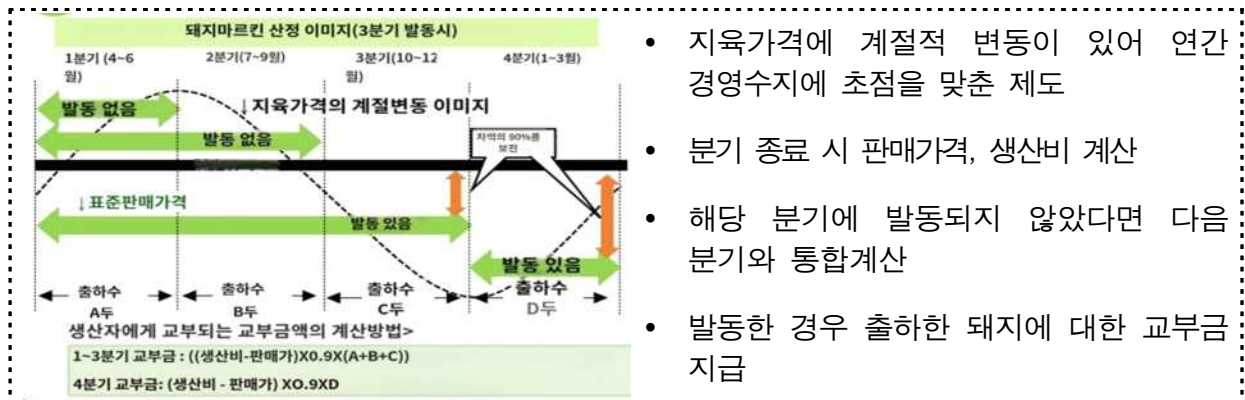 돼지마르킨 산정 이미지(3분기 발동시)
1분기 (4~6
월)
2분기(7~9월)
3분기(10~12
월)
4분기(1~3월)
발동 없음
↓지육가격의 계절변동 이미지
발동 없음
차액의 90%를
보전
↓표준판매가격
발동 있음
발동 있음
출하수
A두
출하수
B두
출하수
C두
출하수
D두
생산자에게 교부되는 교부금액의 계산방법>
1~3분기 교부금 : ((생산비-판매가)X0.9X(A+B+C))
4분기 교부금: (생산비 - 판매가) XO.9XD
• 지육가격에 계절적 변동이 있어 연간
경영수지에 초점을 맞춘 제도
• 분기 종료 시 판매가격, 생산비 계산
• 해당 분기에 발동되지 않았다면 다음
분기와 통합계산
• 발동한 경우 출하한 돼지에 대한 교부금
지급